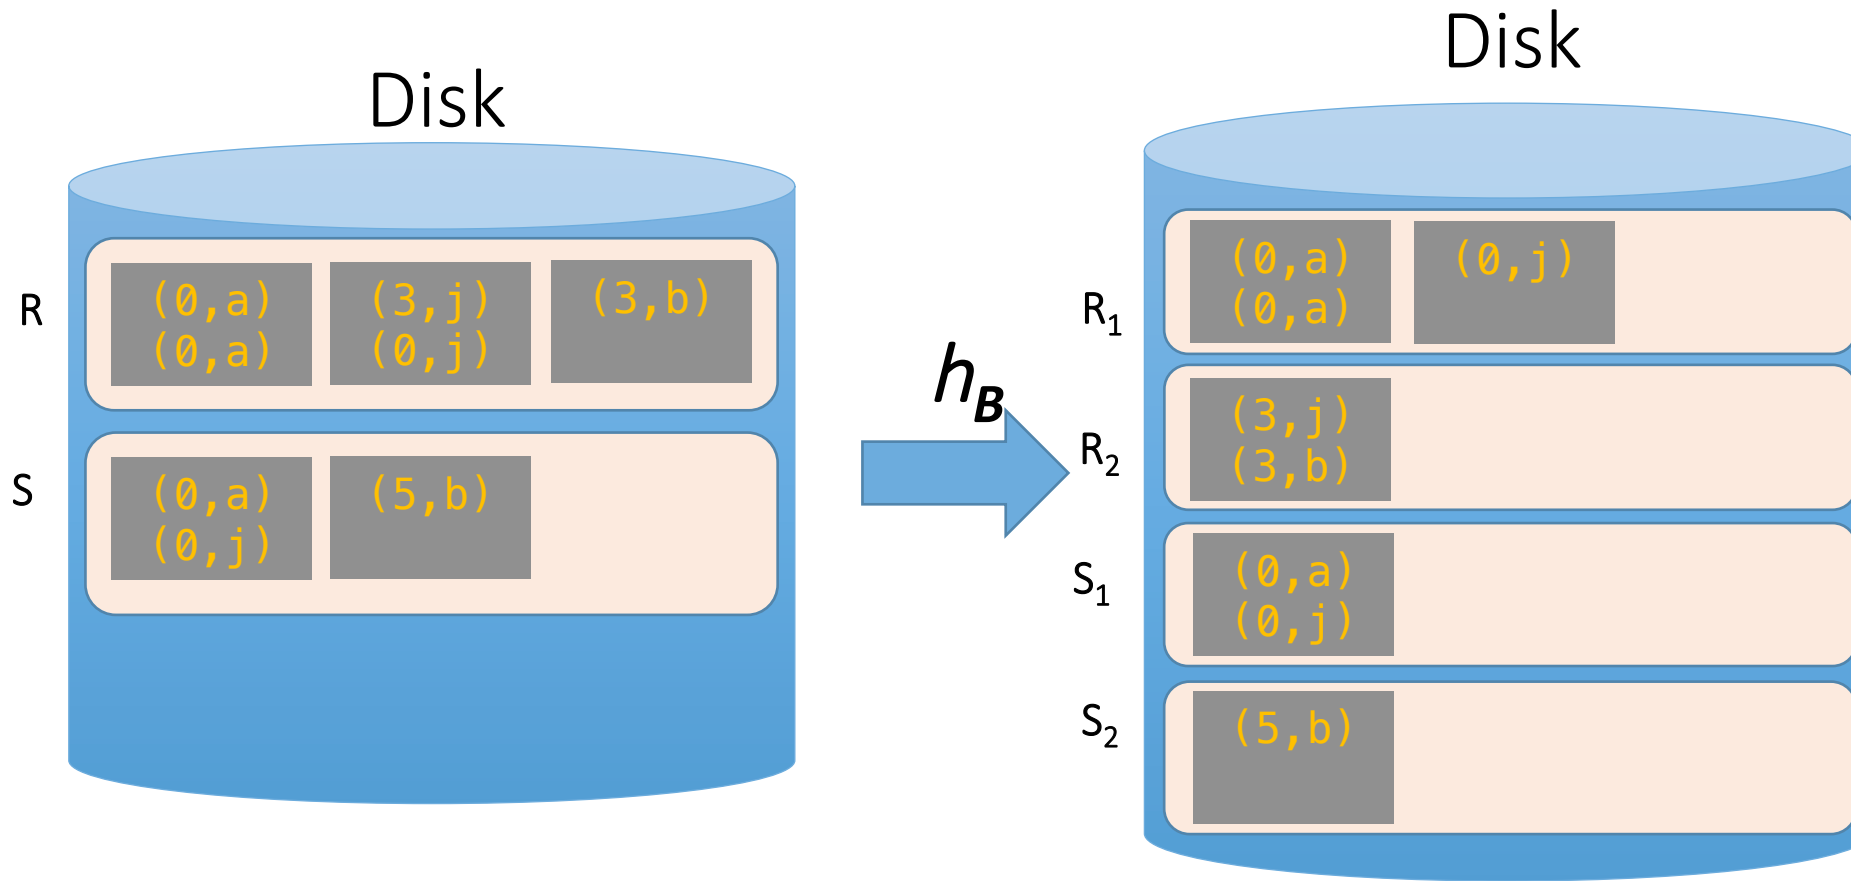 Disk
R
(0,a) (3,j) (3,b)
(0,a) (0,j)
S
(0,a) (5,b)
(0,j)
h_B
Disk
R₁
(0,a) (0,j)
(0,a)
R₂
(3,j)
(3,b)
S₁
(0,a)
(0,j)
S₂
(5,b)